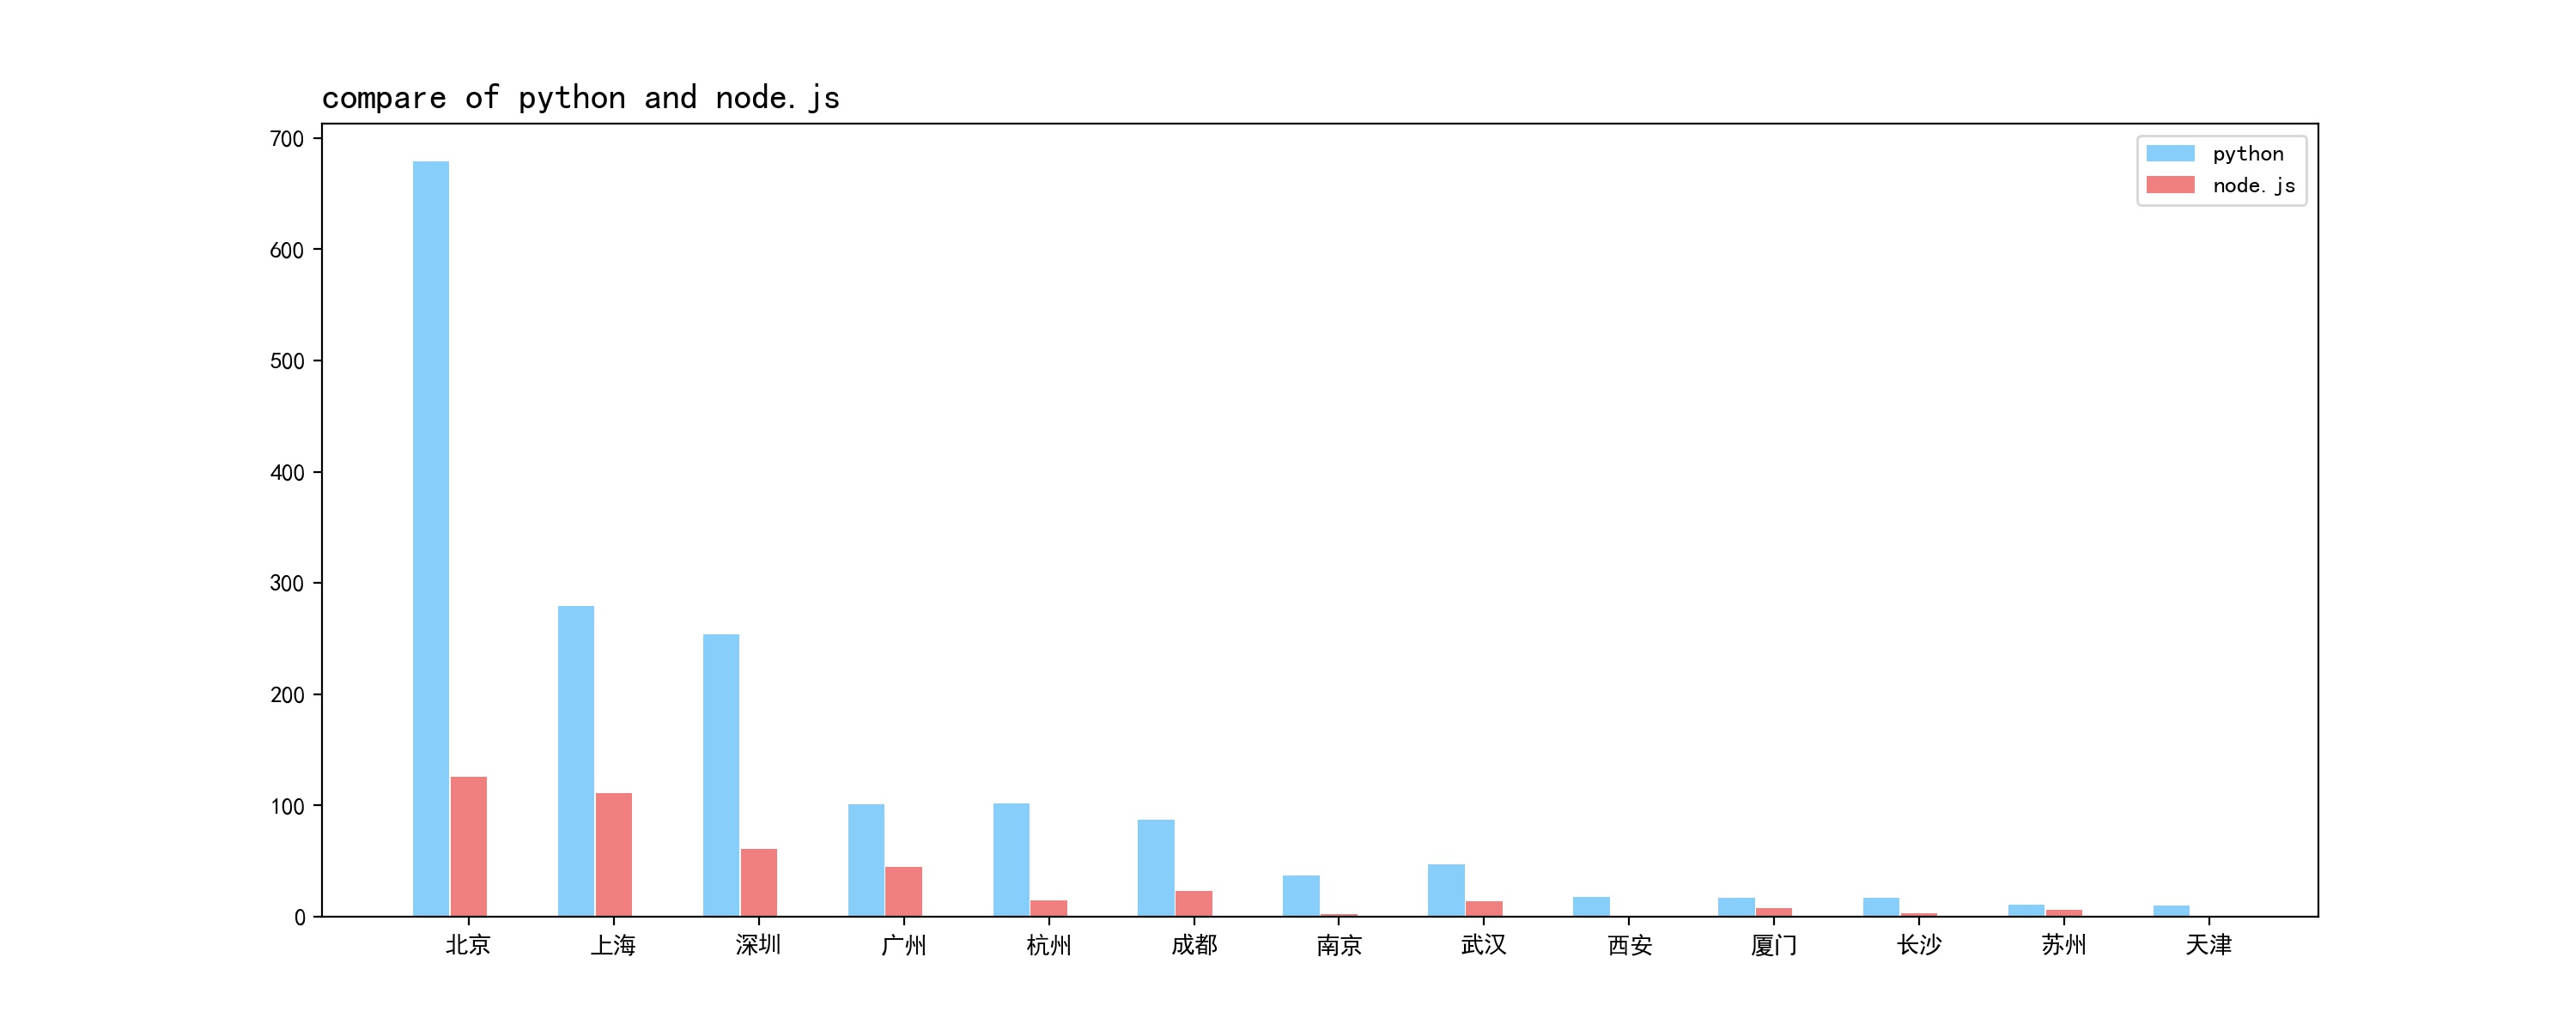 compare of python and node.js
python
node.js
700
600
500
400
300
200
100
0
北京 上海 深圳 广州 杭州 成都 南京 武汉 西安 厦门 长沙 苏州 天津